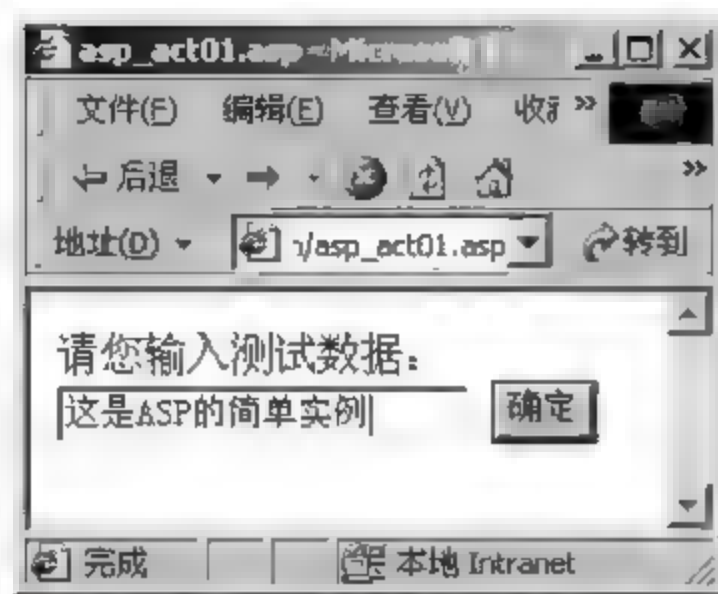 asp_act01.asp - Microsoft
文件(F) 编辑(E) 查看(V) »
后退 »
地址(D) /asp_act01.asp 转到
请您输入测试数据：
这是ASP的简单实例 确定
完成 本地 Intranet